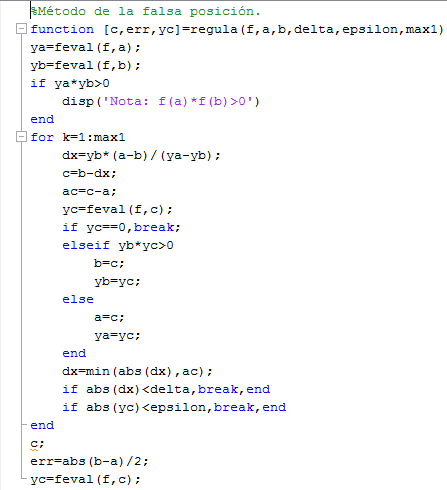 %Método de la falsa posición.
function [c,err,yc]=regula(f,a,b,delta,epsilon,max1)
ya=feval(f,a);
yb=feval(f,b);
if ya*yb>0
    disp('Nota: f(a)*f(b)>0')
end
for k=1:max1
    dx=yb*(a-b)/(ya-yb);
    c=b-dx;
    ac=c-a;
    yc=feval(f,c);
    if yc==0,break;
    elseif yb*yc>0
        b=c;
        yb=yc;
    else
        a=c;
        ya=yc;
    end
    dx=min(abs(dx),ac);
    if abs(dx)<delta,break,end
    if abs(yc)<epsilon,break,end
end
c;
err=abs(b-a)/2;
yc=feval(f,c);